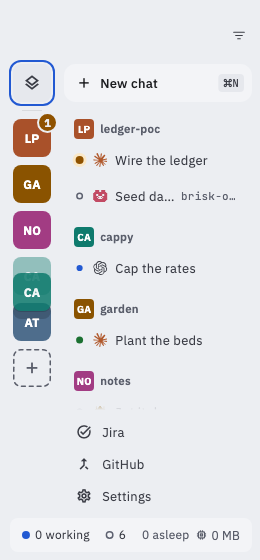 New chat ⌘N
1
LP
GA
NO
CA
CA
AT
+
LP ledger-poc
Wire the ledger
Seed da... brisk-o...
CA cappy
Cap the rates
GA garden
Plant the beds
NO notes
Jira
GitHub
Settings
0 working 6 0 asleep 0 MB